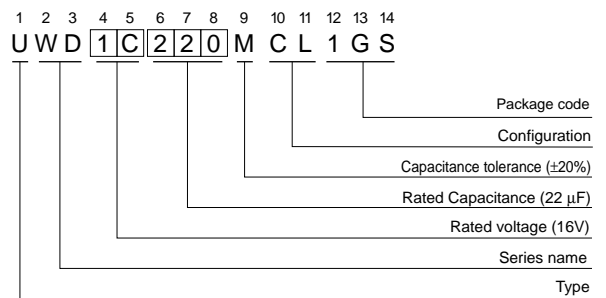 1 2 3 4 5 6 7 8 9 10 11 12 13 14
U W D 1 C 2 2 0 M C L 1 G S
Package code
Configuration
Capacitance tolerance (±20%)
Rated Capacitance (22 µF)
Rated voltage (16V)
Series name
Type